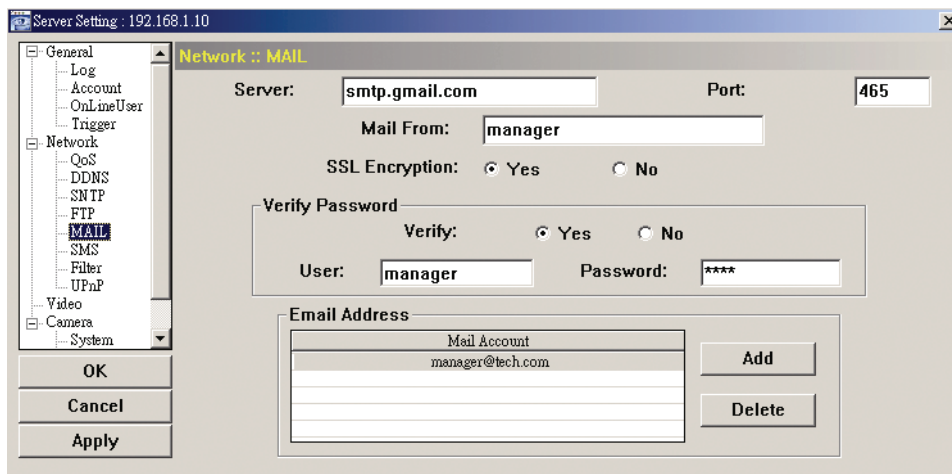 Server Setting : 192.168.1.10
General
Log
Account
OnLineUser
Trigger
Network
QoS
DDNS
SNTP
FTP
MAIL
SMS
Filter
UPnP
Video
Camera
System
OK
Cancel
Apply
Network :: MAIL
Server: smtp.gmail.com Port: 465
Mail From: manager
SSL Encryption: Yes No
Verify Password
Verify: Yes No
User: manager Password: ****
Email Address
Mail Account
manager@tech.com
Add
Delete